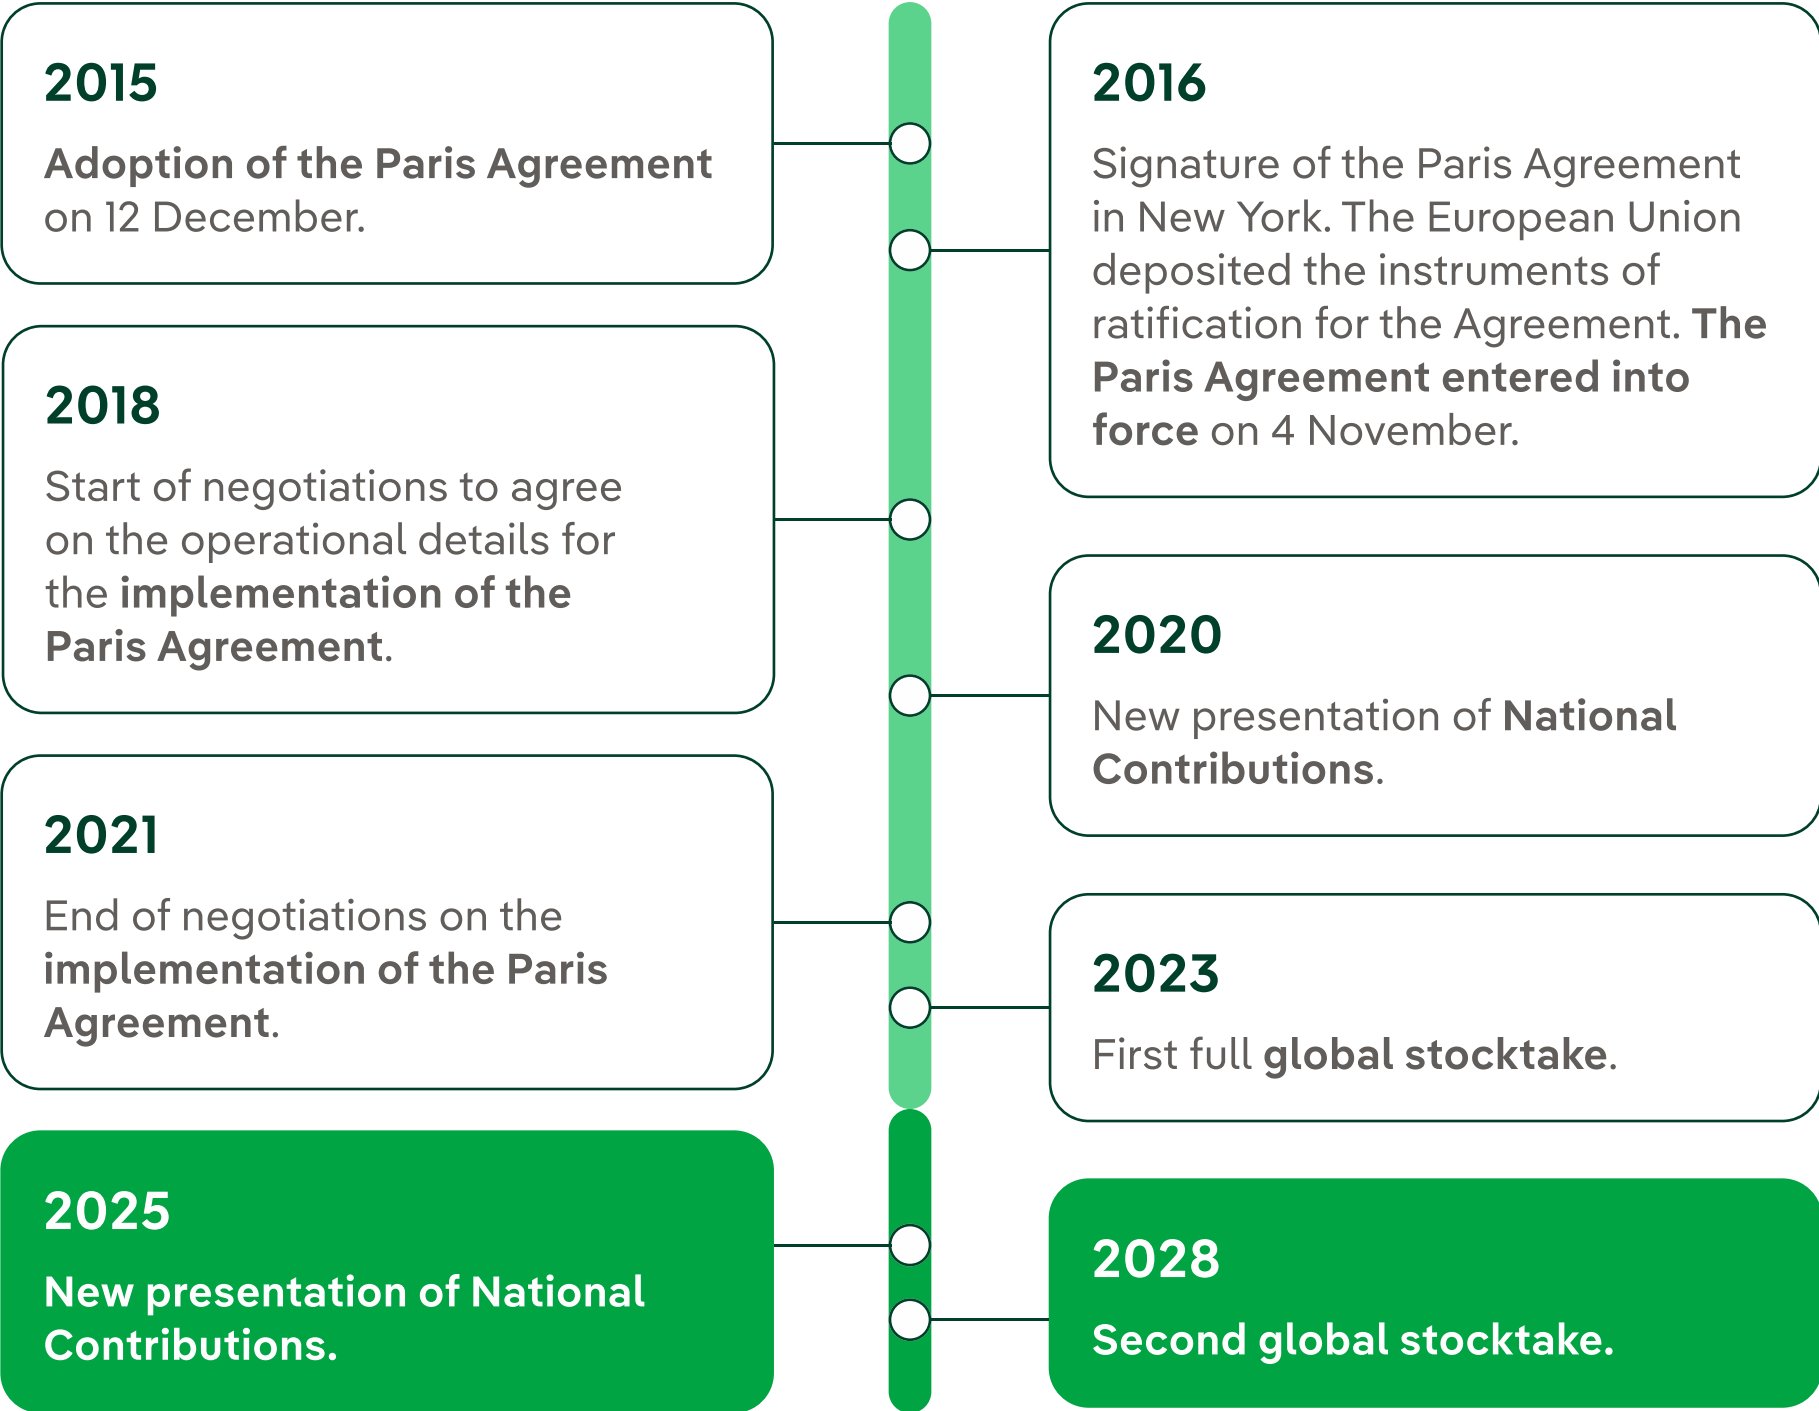 2015
Adoption of the Paris Agreement
on 12 December.
2016
Signature of the Paris Agreement
in New York. The European Union
deposited the instruments of
ratification for the Agreement. The
Paris Agreement entered into
force on 4 November.
2018
Start of negotiations to agree
on the operational details for
the implementation of the
Paris Agreement.
2020
New presentation of National
Contributions.
2021
End of negotiations on the
implementation of the Paris
Agreement.
2023
First full global stocktake.
2025
New presentation of National
Contributions.
2028
Second global stocktake.